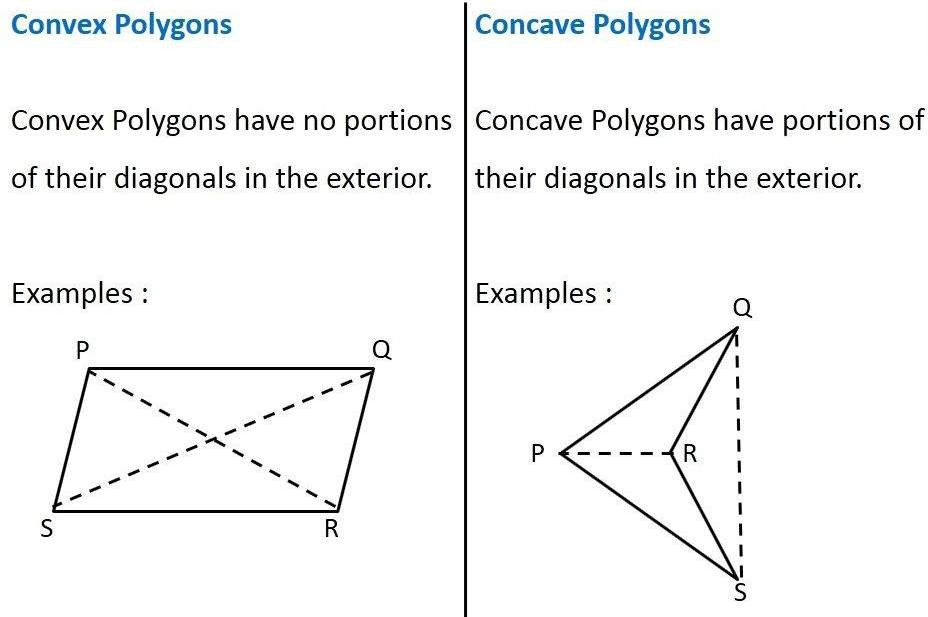 Convex Polygons
Convex Polygons have no portions
of their diagonals in the exterior.
Examples :
P
Q
S
R
Concave Polygons
Concave Polygons have portions of
their diagonals in the exterior.
Examples :
Q
P
R
S